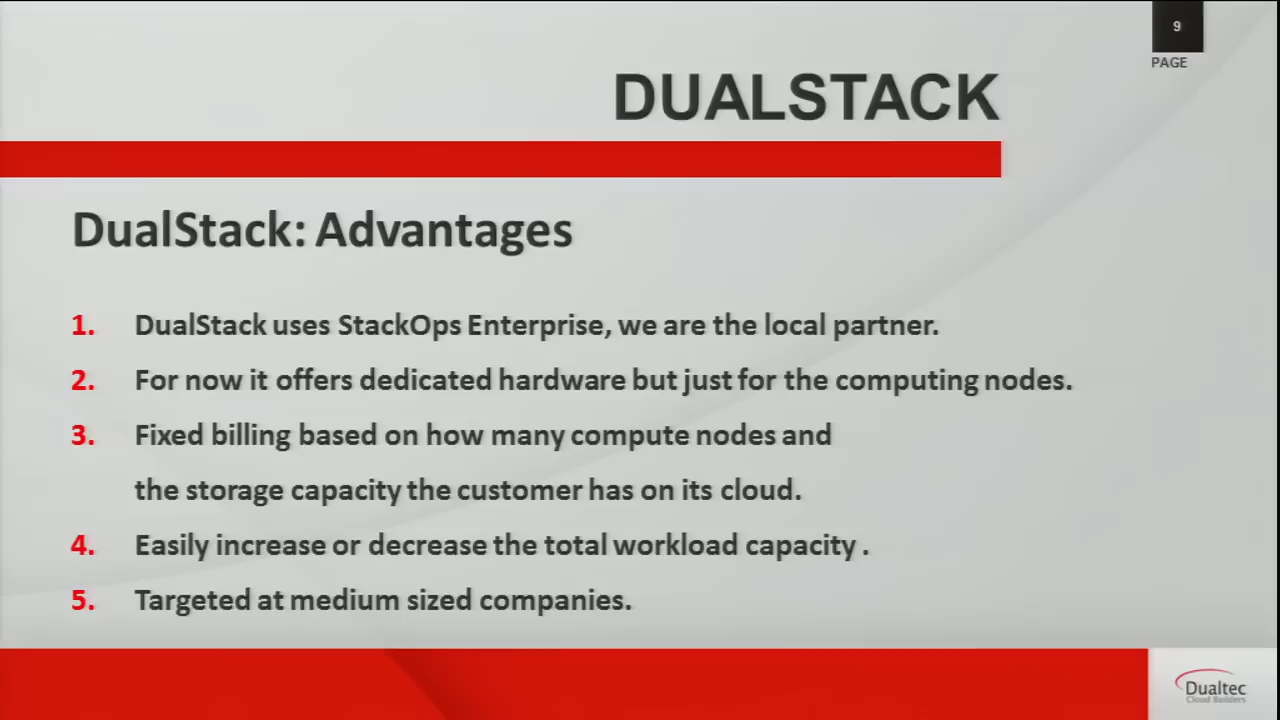 9
PAGE
DUALSTACK
DualStack: Advantages
1. DualStack uses StackOps Enterprise, we are the local partner.
2. For now it offers dedicated hardware but just for the computing nodes.
3. Fixed billing based on how many compute nodes and
the storage capacity the customer has on its cloud.
4. Easily increase or decrease the total workload capacity .
5. Targeted at medium sized companies.
Dualtec
Cloud Builders